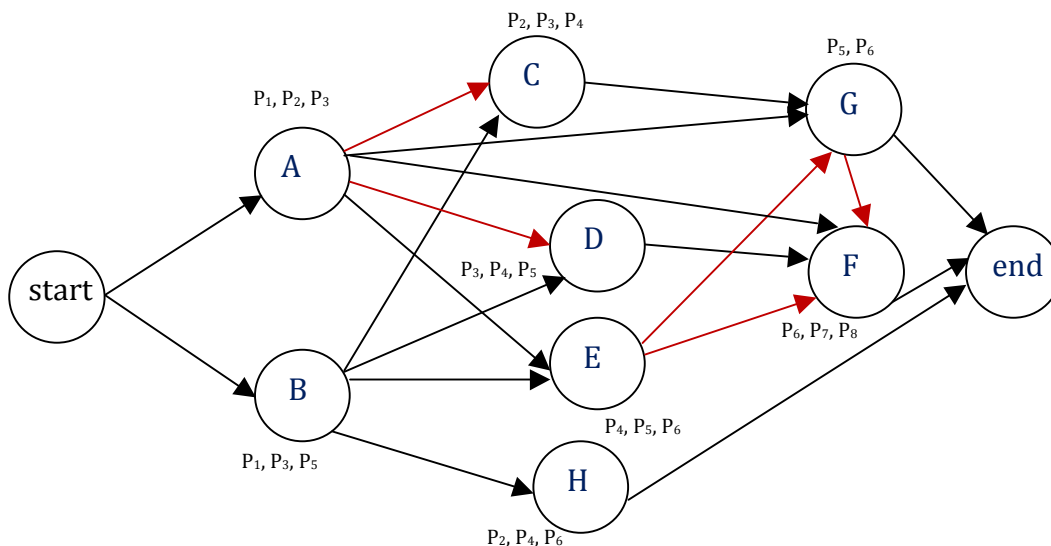 P₂, P₃, P₄
C
P₅, P₆
G
P₁, P₂, P₃
A
D
P₃, P₄, P₅
start
F
end
P₆, P₇, P₈
E
B
P₄, P₅, P₆
P₁, P₃, P₅
H
P₂, P₄, P₆